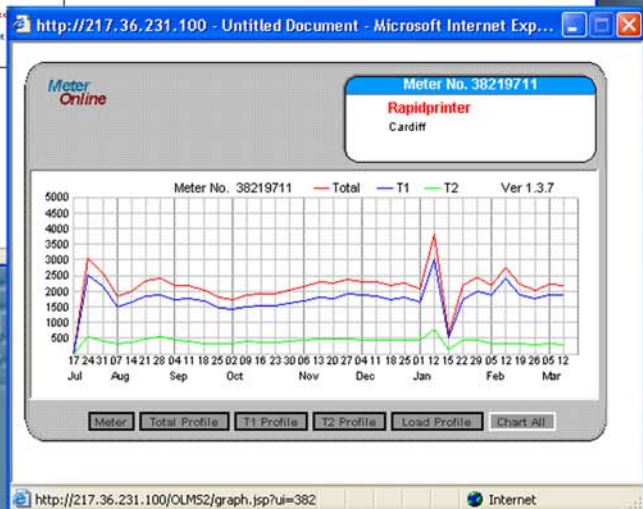 http://217.36.231.100 - Untitled Document - Microsoft Internet Exp...
Meter
Online
Meter No. 38219711
Rapidprinter
Cardiff
Meter No. 38219711 Total T1 T2 Ver 1.3.7
5000
4500
4000
3500
3000
2500
2000
1500
1000
500
17 24 31 07 14 21 28 04 11 18 25 02 09 16 23 30 06 13 20 27 04 11 18 25 01 12 15 22 29 05 12 19 26 05 12
Jul Aug Sep Oct Nov Dec Jan Feb Mar
Meter Total Profile T1 Profile T2 Profile Load Profile Chart All
http://217.36.231.100/OLMS2/graph.jsp?ui=382 Internet